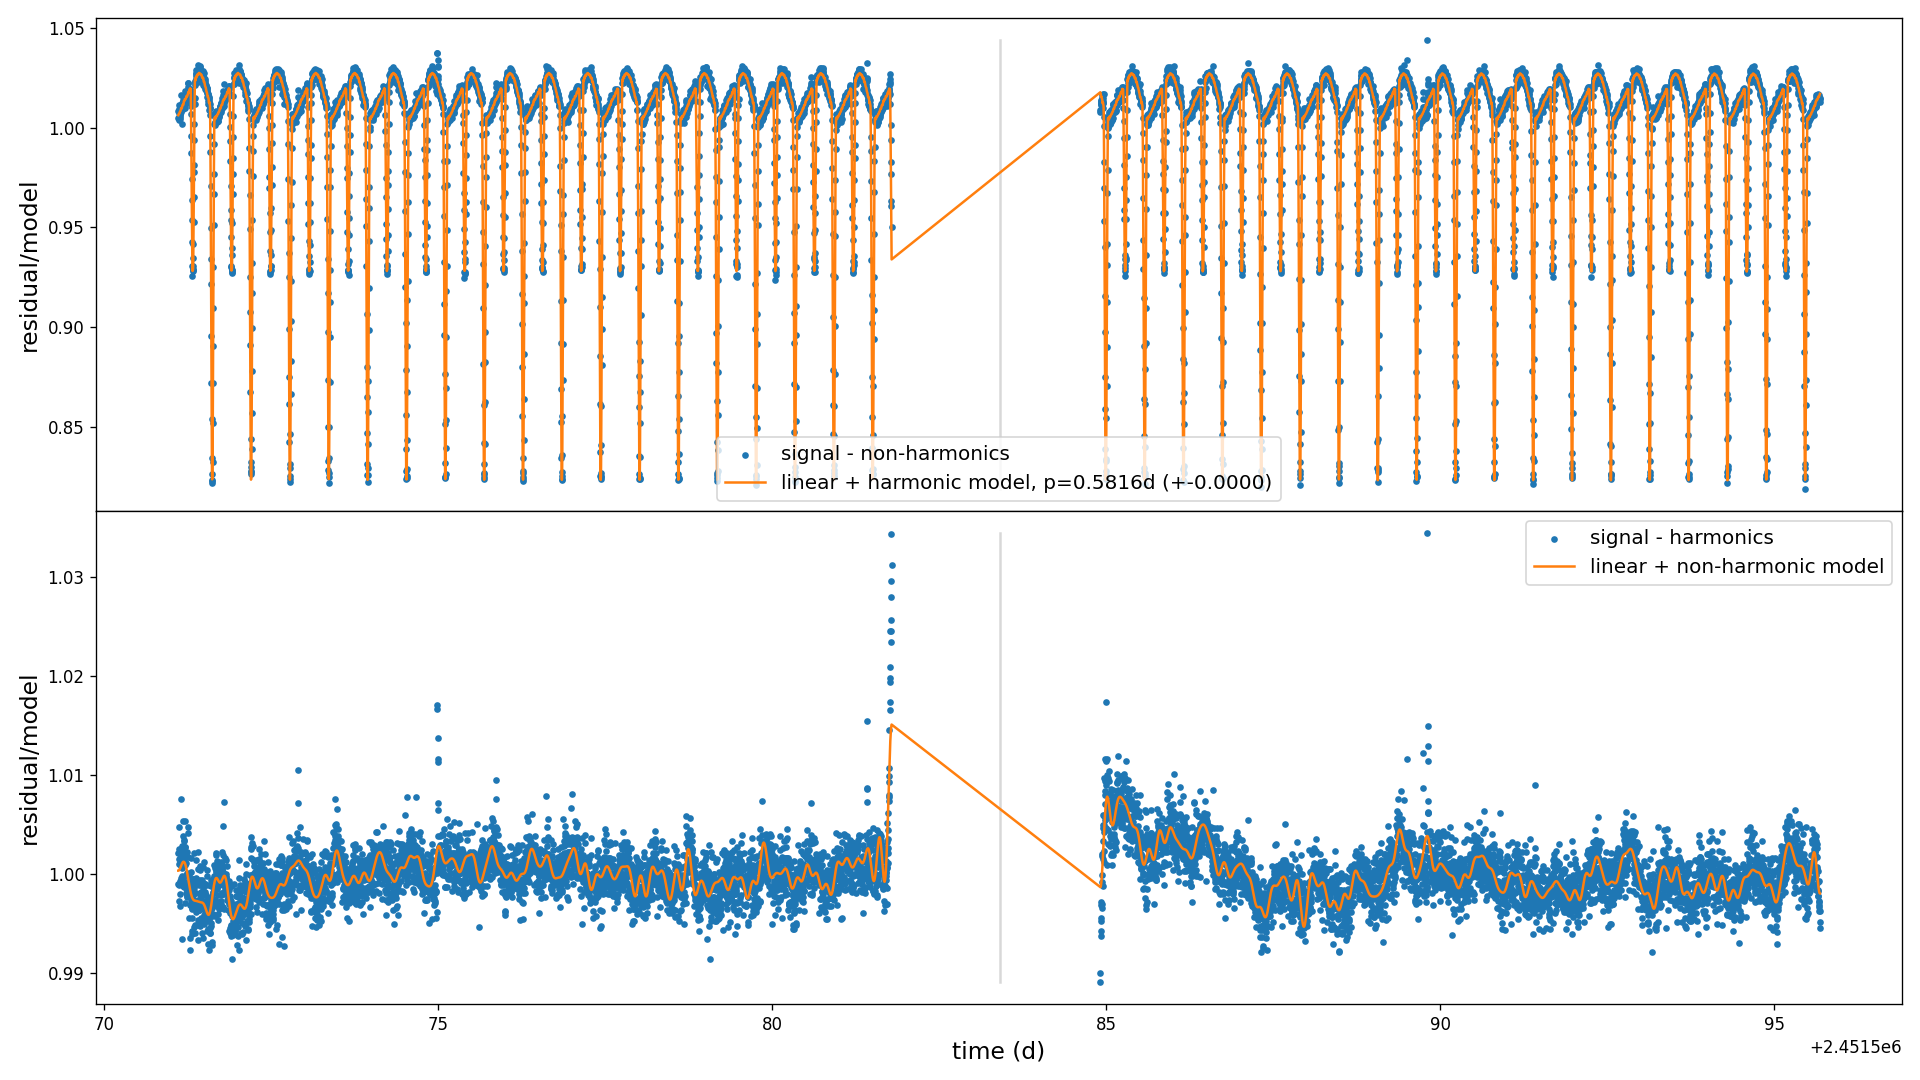 1.05
1.00
0.95
0.90
0.85
residual/model
signal - non-harmonics
linear + harmonic model, p=0.5816d (+-0.0000)
signal - harmonics
linear + non-harmonic model
1.03
1.02
1.01
1.00
0.99
residual/model
70 75 80 85 90 95
time (d)
+2.4515e6